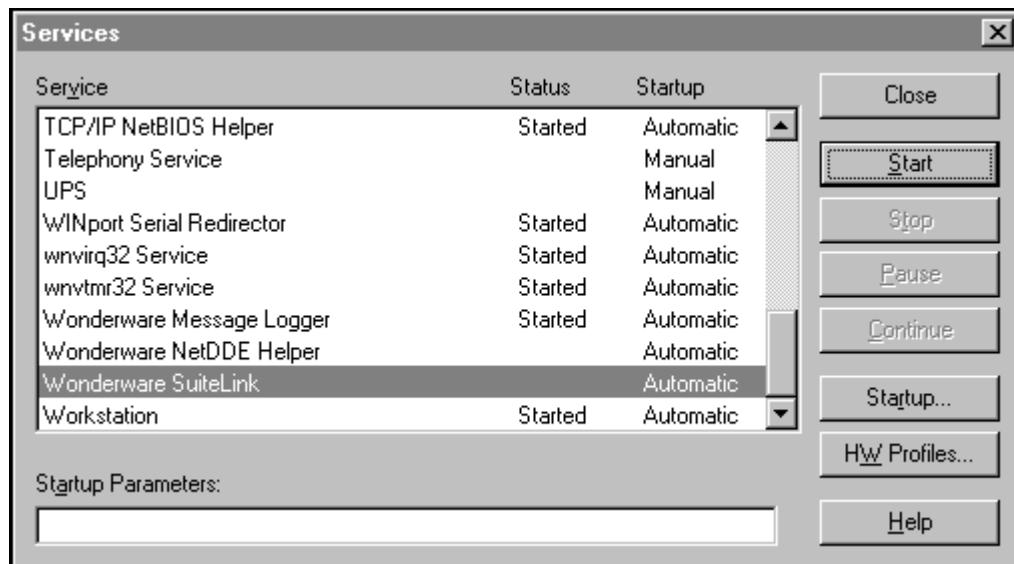 Services
Service Status Startup
TCP/IP NetBIOS Helper Started Automatic
Telephony Service Manual
UPS Manual
WINport Serial Redirector Started Automatic
wnvirq32 Service Started Automatic
wnvtmr32 Service Started Automatic
Wonderware Message Logger Started Automatic
Wonderware NetDDE Helper Automatic
Wonderware SuiteLink Automatic
Workstation Started Automatic
Startup Parameters:
Close
Start
Stop
Pause
Continue
Startup...
HW Profiles...
Help